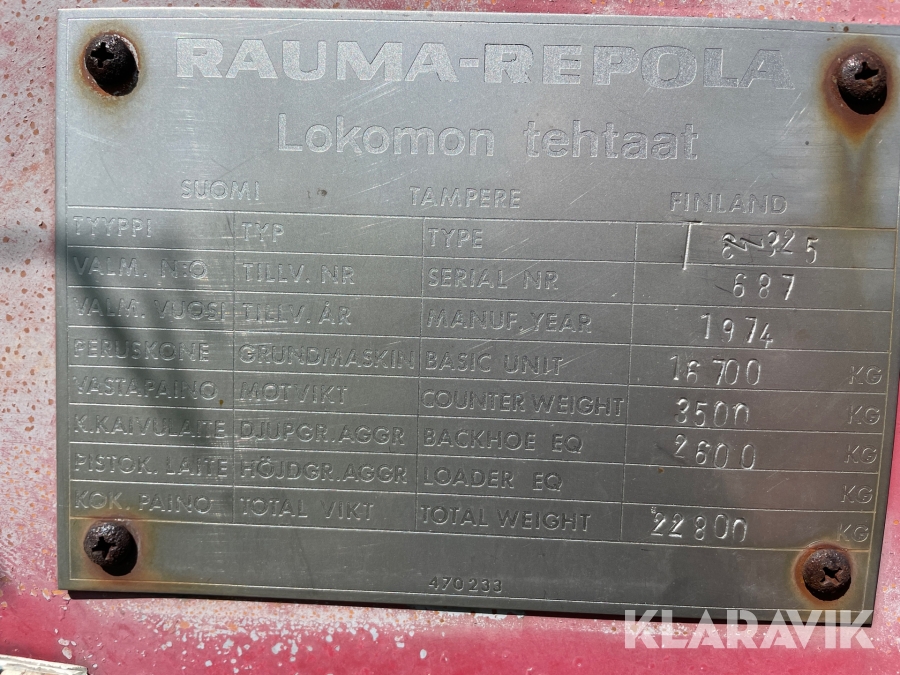 RAUMA-REPOLA
Lokomon tehtaat
SUOMI TAMPERE FINLAND
TYYPPI TYP TYPE 325
VALM. N:O TILLV. NR SERIAL NR 687
VALM. VUOSI TILLV. ÅR MANUF. YEAR 1974
PERUSKONE GRUNDMASKIN BASIC UNIT 16700 KG
VASTAPAINO MOTVIKT COUNTER WEIGHT 3500 KG
K.KAIVULAITE DJUPGR.AGGR BACKHOE EQ 2600 KG
PISTOK. LAITE HÖJDGR.AGGR LOADER EQ KG
KOK. PAINO TOTAL VIKT TOTAL WEIGHT 22800 KG
470233
KLARAVIK